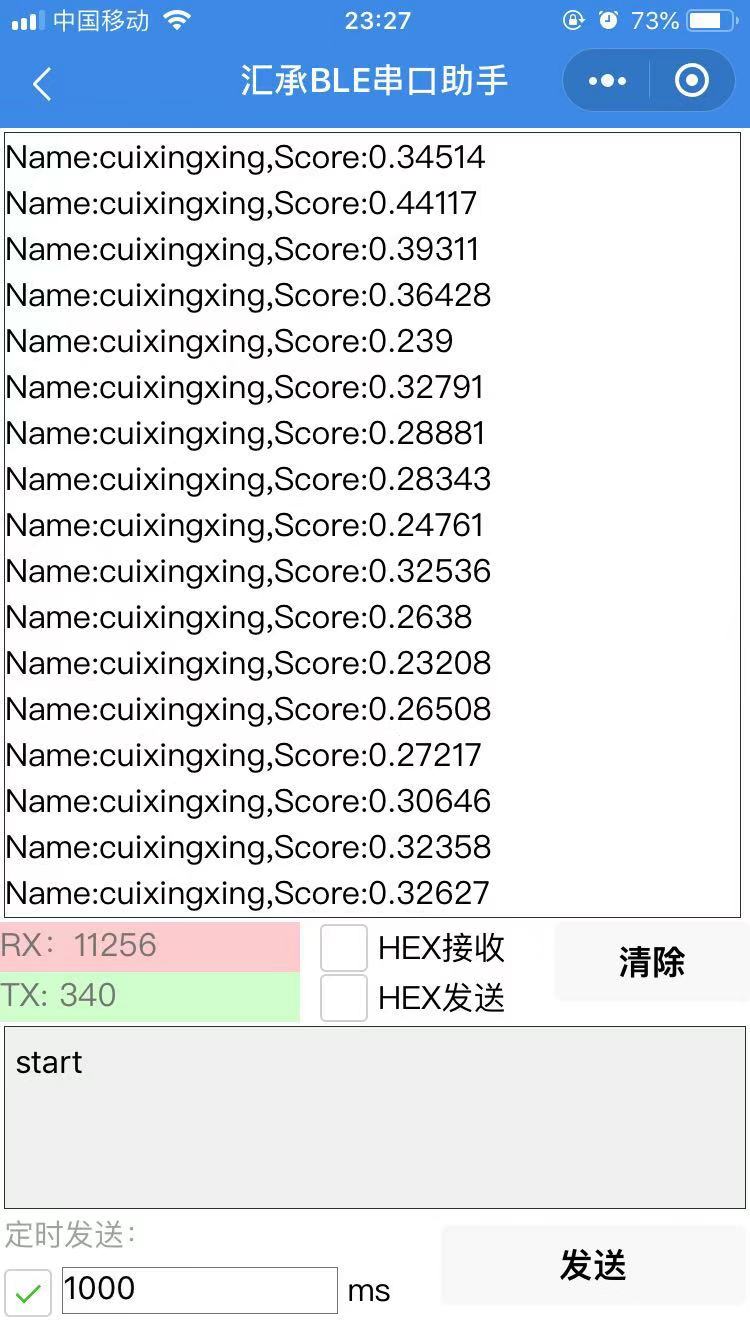 中国移动 23:27 73%
汇承BLE串口助手
Name:cuixingxing,Score:0.34514
Name:cuixingxing,Score:0.44117
Name:cuixingxing,Score:0.39311
Name:cuixingxing,Score:0.36428
Name:cuixingxing,Score:0.239
Name:cuixingxing,Score:0.32791
Name:cuixingxing,Score:0.28881
Name:cuixingxing,Score:0.28343
Name:cuixingxing,Score:0.24761
Name:cuixingxing,Score:0.32536
Name:cuixingxing,Score:0.2638
Name:cuixingxing,Score:0.23208
Name:cuixingxing,Score:0.26508
Name:cuixingxing,Score:0.27217
Name:cuixingxing,Score:0.30646
Name:cuixingxing,Score:0.32358
Name:cuixingxing,Score:0.32627
RX：11256 HEX接收 清除
TX: 340 HEX发送
start
定时发送：
1000 ms 发送